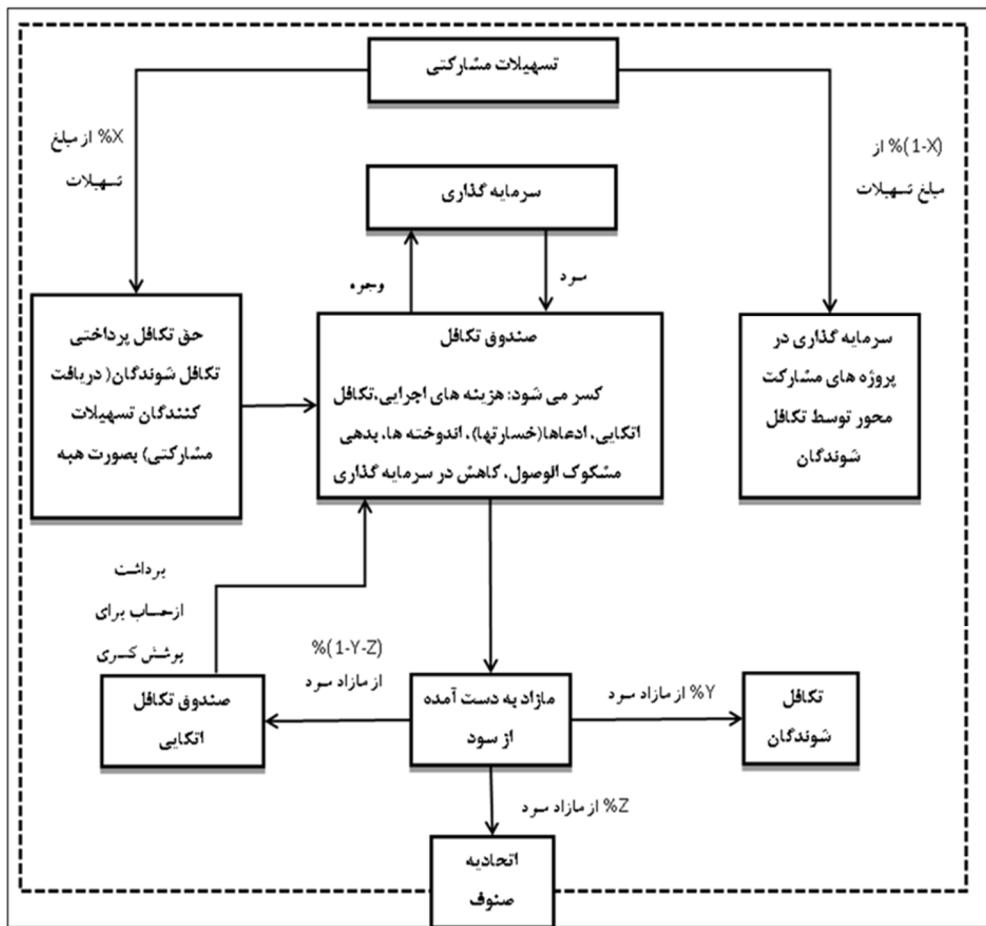 تسهیلات مشارکتی
%X از مبلغ
تسهیلات
%(1-X) از
مبلغ تسهیلات
سرمایه گذاری
وجوه
سود
حق تکافل پرداختی
تکافل شوندگان( دریافت
کنندگان تسهیلات
مشارکتی) بصورت هبه
صندوق تکافل
کسر می شود: هزینه های اجرایی،تکافل
اتکایی، ادعاها(خسارتها)، اندوخته ها، بدهی
مشکوک الوصول، کاهش در سرمایه گذاری
سرمایه گذاری در
پروژه های مشارکت
محور توسط تکافل
شوندگان
برداشت
ازحساب برای
پوشش کسری
%(1-Y-Z)
از مازاد سود
صندوق تکافل
اتکایی
مازاد به دست آمده
از سود
%Y از مازاد سود
تکافل
شوندگان
%Z از مازاد سود
اتحادیه
صنوف